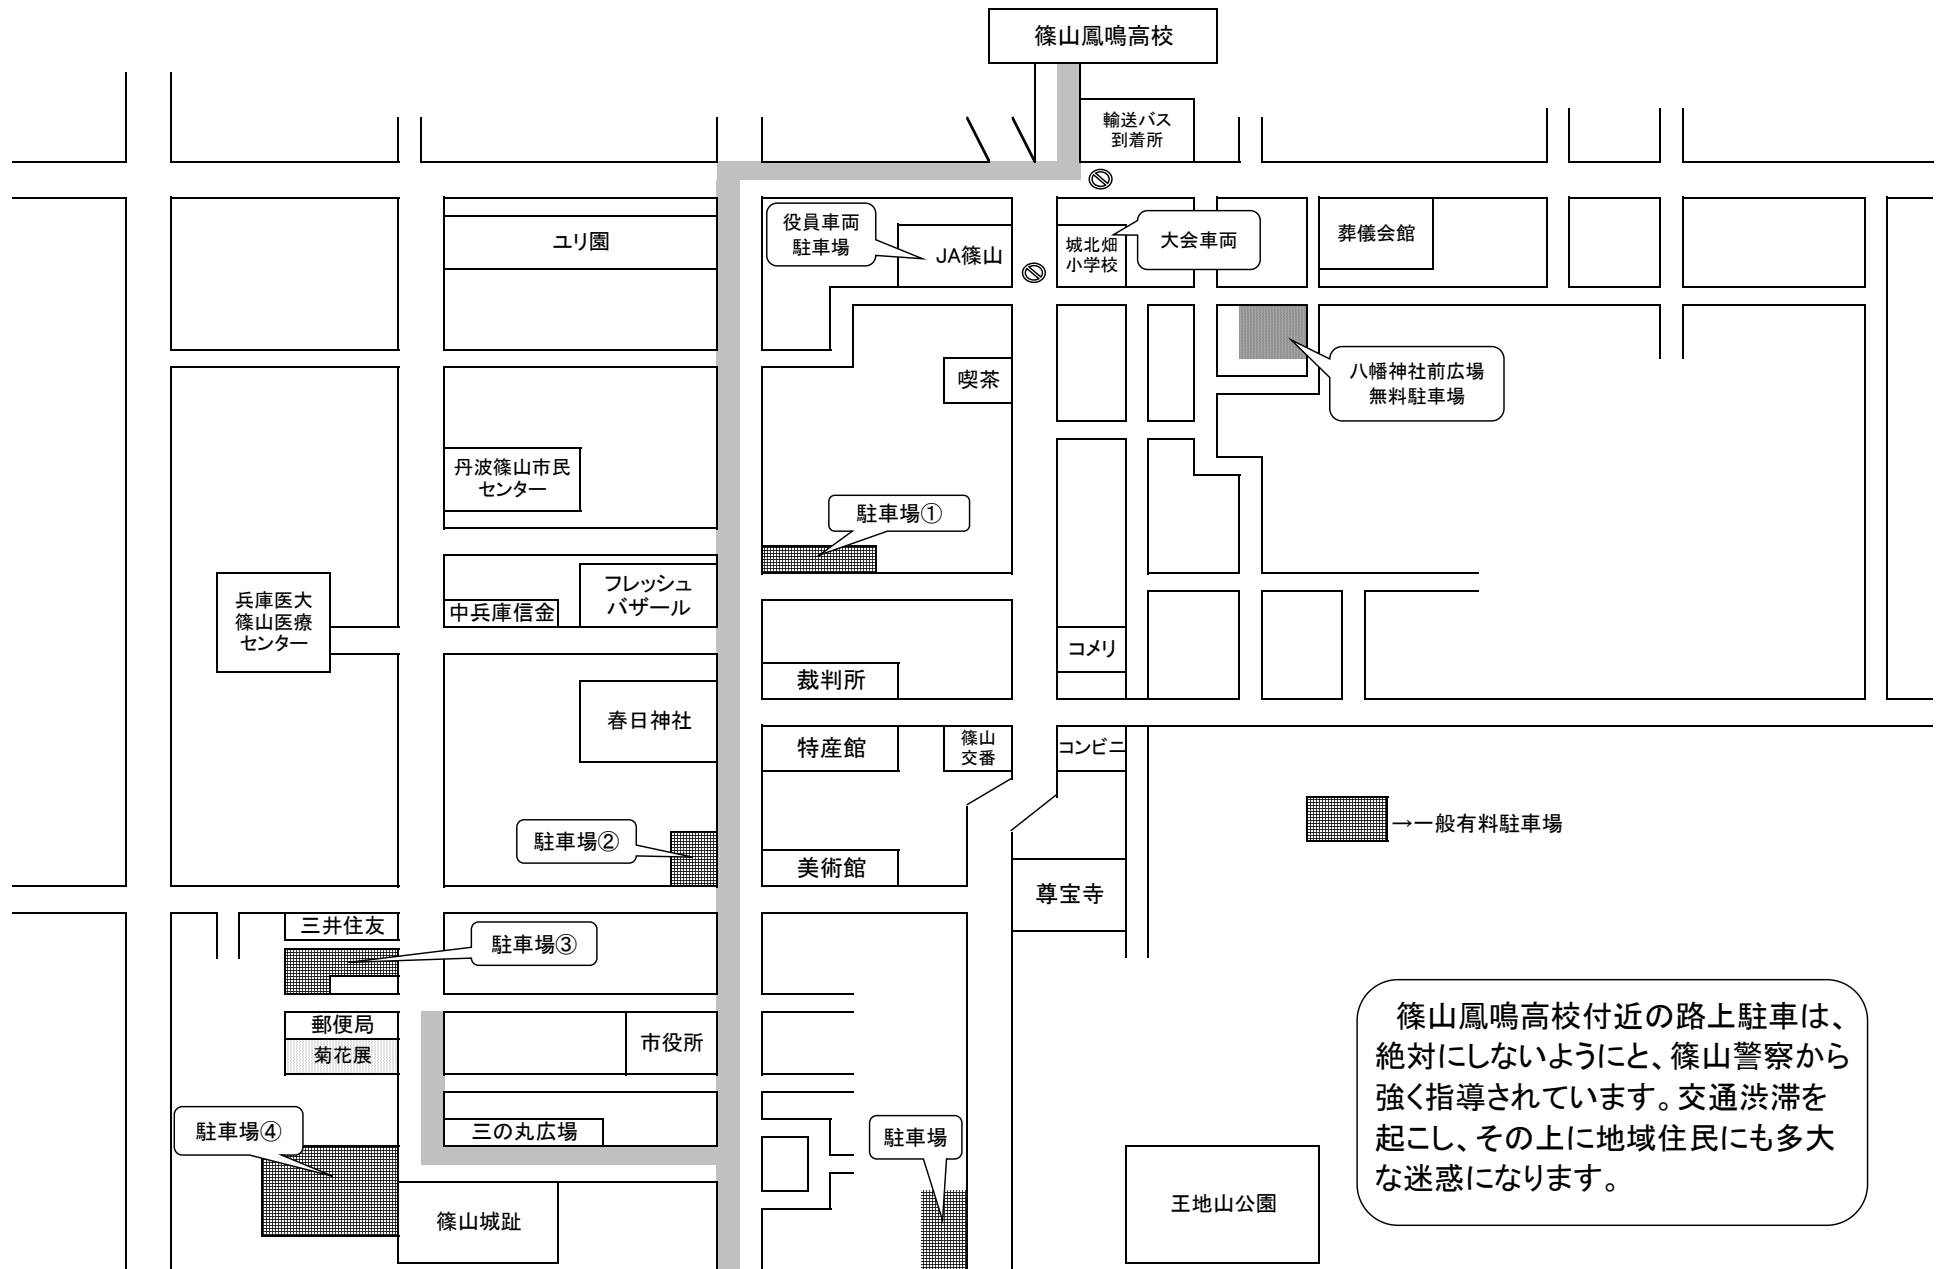 篠山鳳鳴高校
輸送バス
到着所
役員車両
駐車場
JA篠山
城北畑
小学校
大会車両
葬儀会館
ユリ園
喫茶
八幡神社前広場
無料駐車場
丹波篠山市民
センター
駐車場①
フレッシュ
バザール
中兵庫信金
兵庫医大
篠山医療
センター
コメリ
裁判所
春日神社
特産館
篠山
交番
コンビニ
駐車場②
美術館
→一般有料駐車場
尊宝寺
三井住友
駐車場③
郵便局
菊花展
市役所
三の丸広場
駐車場④
駐車場
篠山城趾
王地山公園
篠山鳳鳴高校付近の路上駐車は、
絶対にしないようにと、篠山警察から
強く指導されています。交通渋滞を
起こし、その上に地域住民にも多大
な迷惑になります。